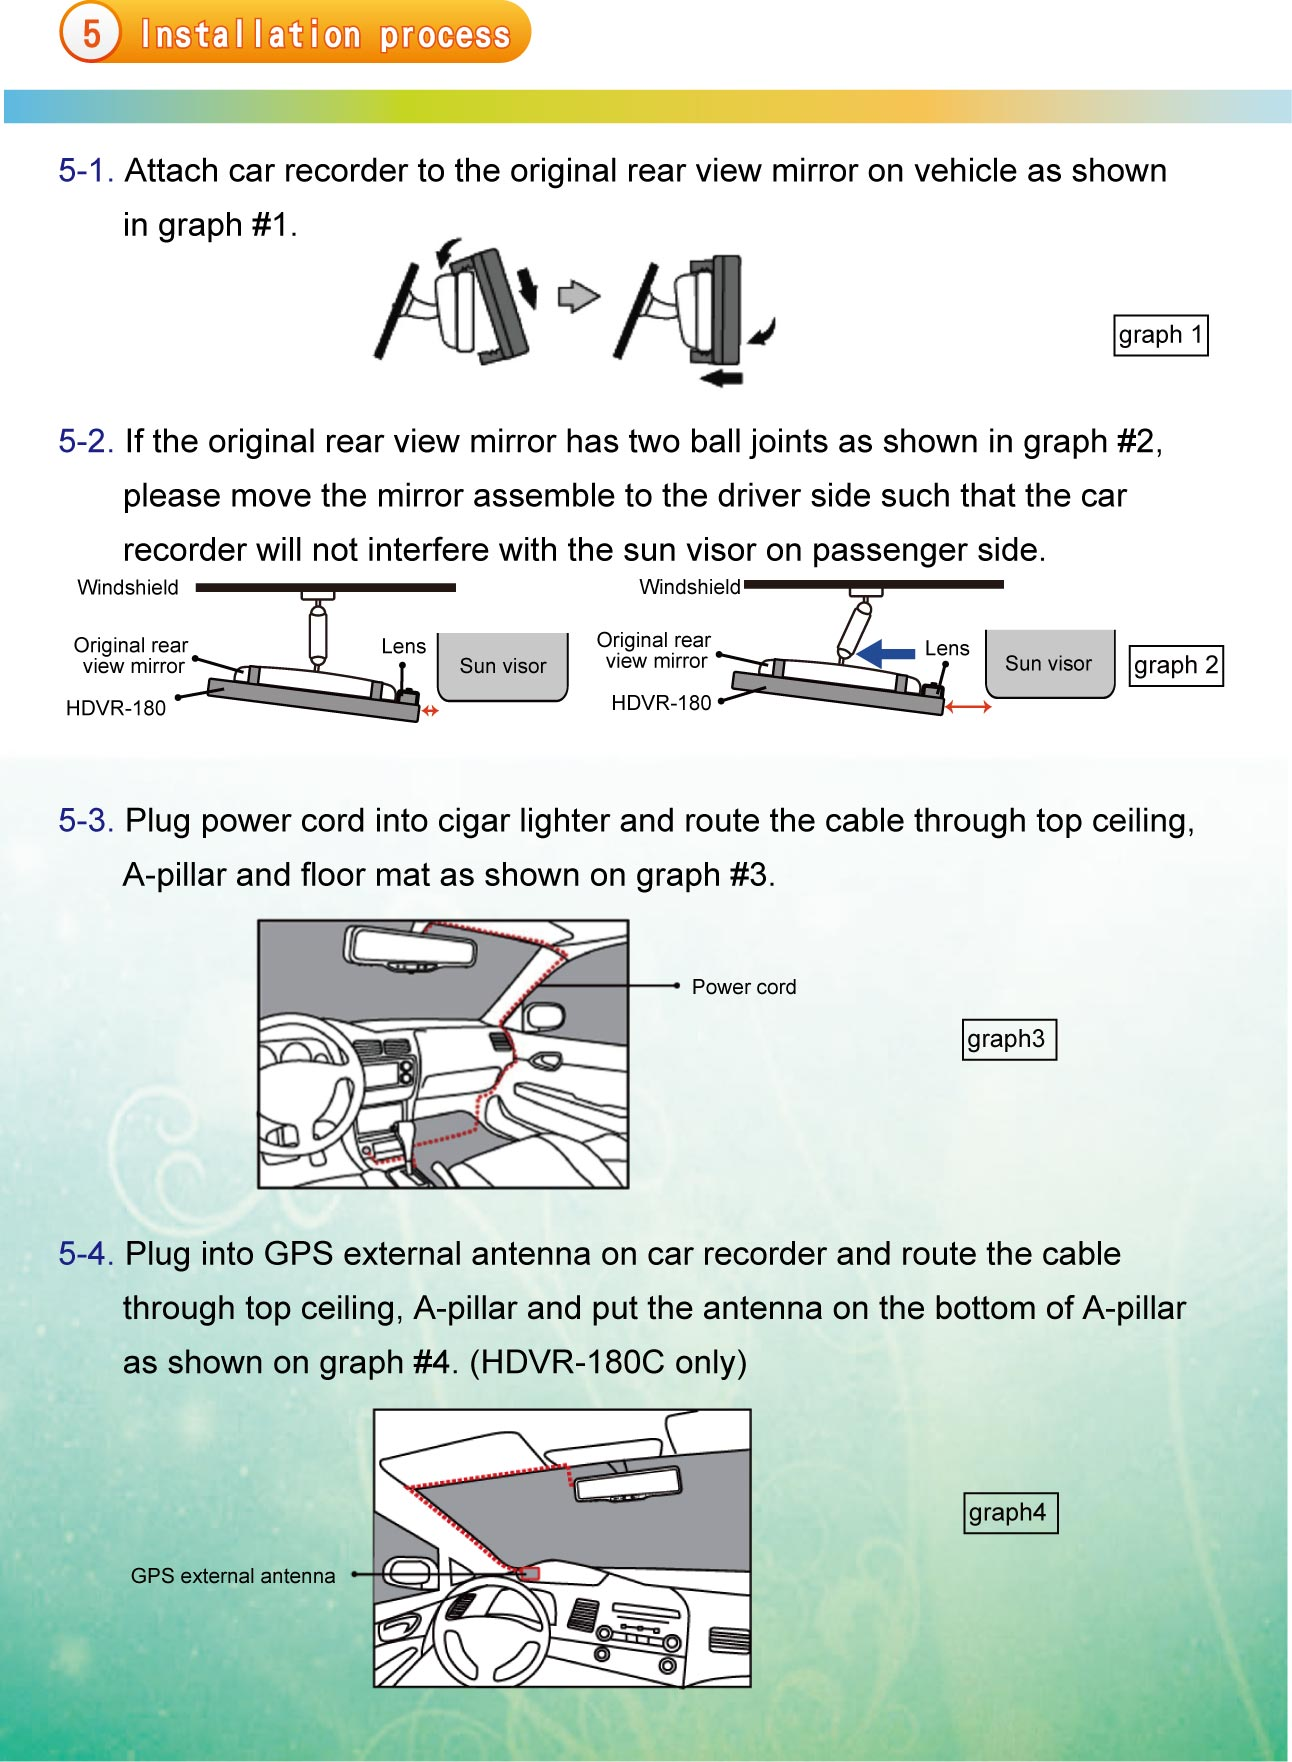 5 Installation process
5-1. Attach car recorder to the original rear view mirror on vehicle as shown
in graph #1.
graph 1
5-2. If the original rear view mirror has two ball joints as shown in graph #2,
please move the mirror assemble to the driver side such that the car
recorder will not interfere with the sun visor on passenger side.
Windshield
Original rear
view mirror
HDVR-180
Lens
Sun visor
Windshield
Original rear
view mirror
HDVR-180
Lens
Sun visor
graph 2
5-3. Plug power cord into cigar lighter and route the cable through top ceiling,
A-pillar and floor mat as shown on graph #3.
Power cord
graph3
5-4. Plug into GPS external antenna on car recorder and route the cable
through top ceiling, A-pillar and put the antenna on the bottom of A-pillar
as shown on graph #4. (HDVR-180C only)
GPS external antenna
graph4